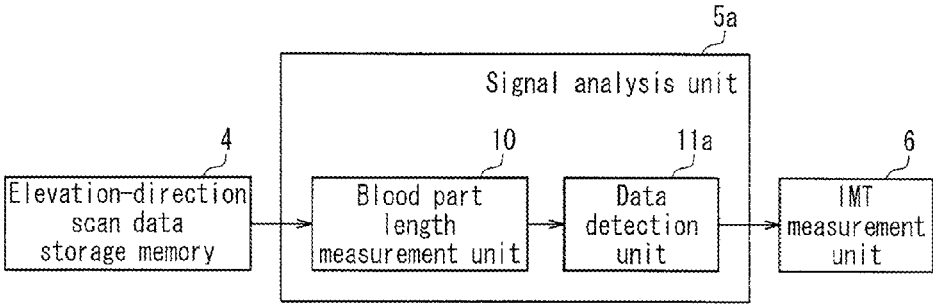 5a
Signal analysis unit
4
Elevation-direction
scan data
storage memory
10
Blood part
length
measurement unit
11a
Data
detection
unit
6
IMT
measurement
unit